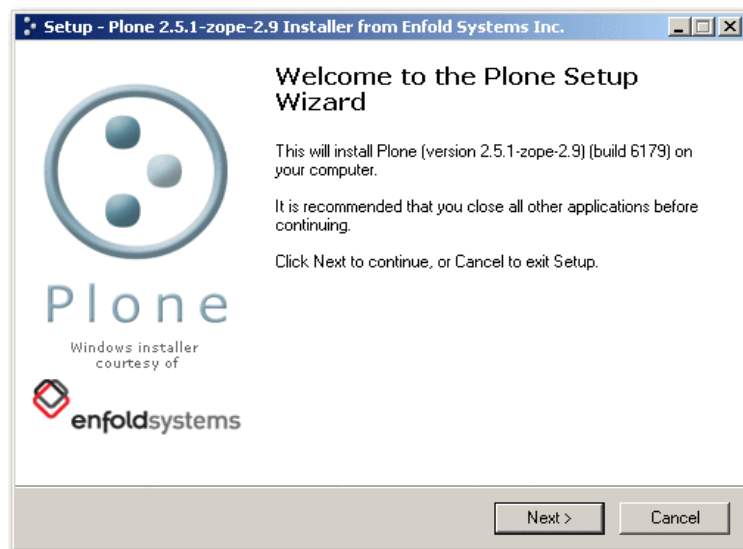 Setup - Plone 2.5.1-zope-2.9 Installer from Enfold Systems Inc.
Welcome to the Plone Setup
Wizard
This will install Plone (version 2.5.1-zope-2.9) (build 6179) on
your computer.
It is recommended that you close all other applications before
continuing.
Click Next to continue, or Cancel to exit Setup.
Plone
Windows installer
courtesy of
enfoldsystems
Next >
Cancel